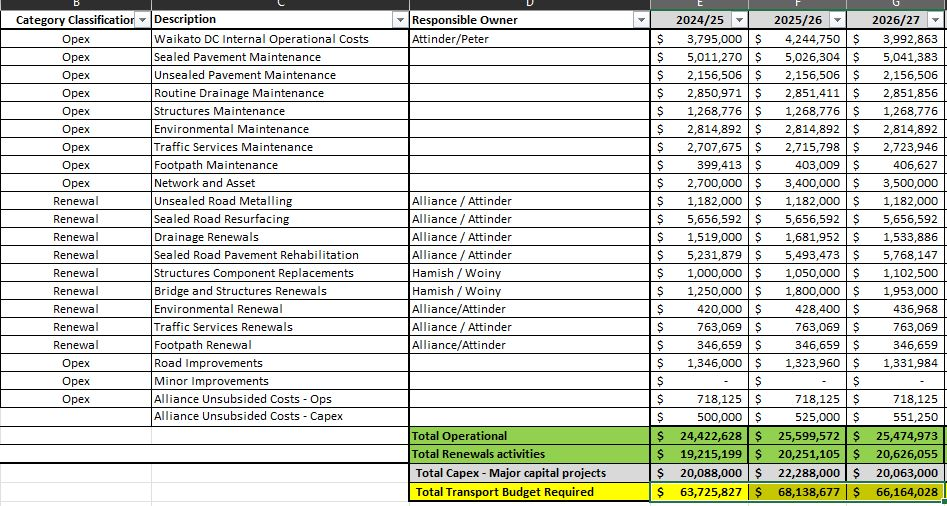 B C D E F G
Category Classification Description Responsible Owner 2024/25 2025/26 2026/27
Opex Waikato DC Internal Operational Costs Attinder/Peter $ 3,795,000 $ 4,244,750 $ 3,992,863
Opex Sealed Pavement Maintenance $ 5,011,270 $ 5,026,304 $ 5,041,383
Opex Unsealed Pavement Maintenance $ 2,156,506 $ 2,156,506 $ 2,156,506
Opex Routine Drainage Maintenance $ 2,850,971 $ 2,851,411 $ 2,851,856
Opex Structures Maintenance $ 1,268,776 $ 1,268,776 $ 1,268,776
Opex Environmental Maintenance $ 2,814,892 $ 2,814,892 $ 2,814,892
Opex Traffic Services Maintenance $ 2,707,675 $ 2,715,798 $ 2,723,946
Opex Footpath Maintenance $ 399,413 $ 403,009 $ 406,627
Opex Network and Asset $ 2,700,000 $ 3,400,000 $ 3,500,000
Renewal Unsealed Road Metalling Alliance / Attinder $ 1,182,000 $ 1,182,000 $ 1,182,000
Renewal Sealed Road Resurfacing Alliance / Attinder $ 5,656,592 $ 5,656,592 $ 5,656,592
Renewal Drainage Renewals Alliance / Attinder $ 1,519,000 $ 1,681,952 $ 1,533,886
Renewal Sealed Road Pavement Rehabilitation Alliance / Attinder $ 5,231,879 $ 5,493,473 $ 5,768,147
Renewal Structures Component Replacements Hamish / Woiny $ 1,000,000 $ 1,050,000 $ 1,102,500
Renewal Bridge and Structures Renewals Hamish / Woiny $ 1,250,000 $ 1,800,000 $ 1,953,000
Renewal Environmental Renewal Alliance/Attinder $ 420,000 $ 428,400 $ 436,968
Renewal Traffic Services Renewals Alliance / Attinder $ 763,069 $ 763,069 $ 763,069
Renewal Footpath Renewal Alliance/Attinder $ 346,659 $ 346,659 $ 346,659
Opex Road Improvements $ 1,346,000 $ 1,323,960 $ 1,331,984
Opex Minor Improvements $ - $ - $ -
Opex Alliance Unsubsided Costs - Ops $ 718,125 $ 718,125 $ 718,125
Alliance Unsubsided Costs - Capex $ 500,000 $ 525,000 $ 551,250
Total Operational $ 24,422,628 $ 25,599,572 $ 25,474,973
Total Renewals activities $ 19,215,199 $ 20,251,105 $ 20,626,055
Total Capex - Major capital projects $ 20,088,000 $ 22,288,000 $ 20,063,000
Total Transport Budget Required $ 63,725,827 $ 68,138,677 $ 66,164,028